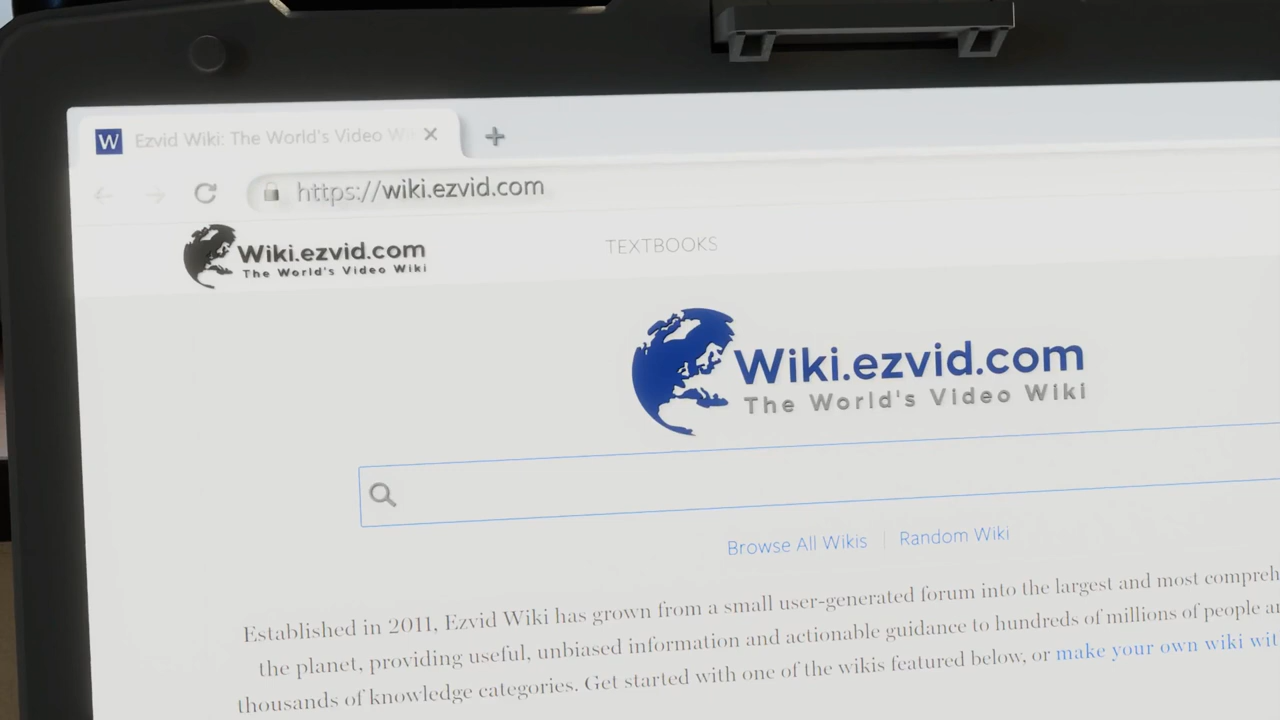 W Ezvid Wiki: The World's Video Wi
https://wiki.ezvid.com
Wiki.ezvid.com
The World's Video Wiki
TEXTBOOKS
Wiki.ezvid.com
The World's Video Wiki
Browse All Wikis | Random Wiki
Established in 2011, Ezvid Wiki has grown from a small user-generated forum into the largest and most compreh
the planet, providing useful, unbiased information and actionable guidance to hundreds of millions of people a
thousands of knowledge categories. Get started with one of the wikis featured below, or make your own wiki wit